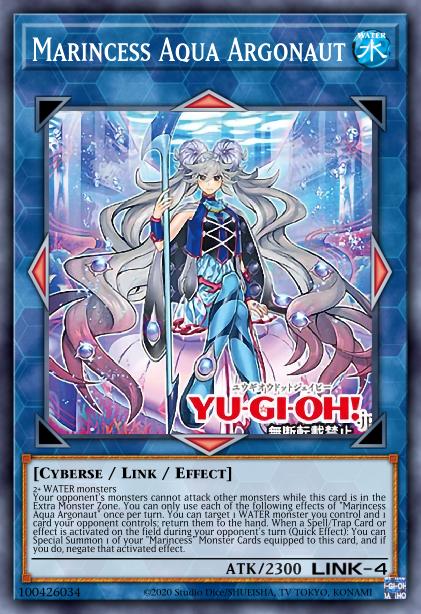 Marincess Aqua Argonaut
WATER
水
ユウギオウドットジェイピー
YU-GI-OH!
無断転載禁止
[Cyberse / Link / Effect]
2+ WATER monsters
Your opponent's monsters cannot attack other monsters while this card is in the
Extra Monster Zone. You can only use each of the following effects of "Marincess
Aqua Argonaut" once per turn. You can target 1 WATER monster you control and 1
card your opponent controls; return them to the hand. When a Spell/Trap Card or
effect is activated on the field during your opponent's turn (Quick Effect): You can
Special Summon 1 of your "Marincess" Monster Cards equipped to this card, and if
you do, negate that activated effect.
ATK/2300 LINK-4
100426034
©2020 Studio Dice/SHUEISHA, TV TOKYO, KONAMI